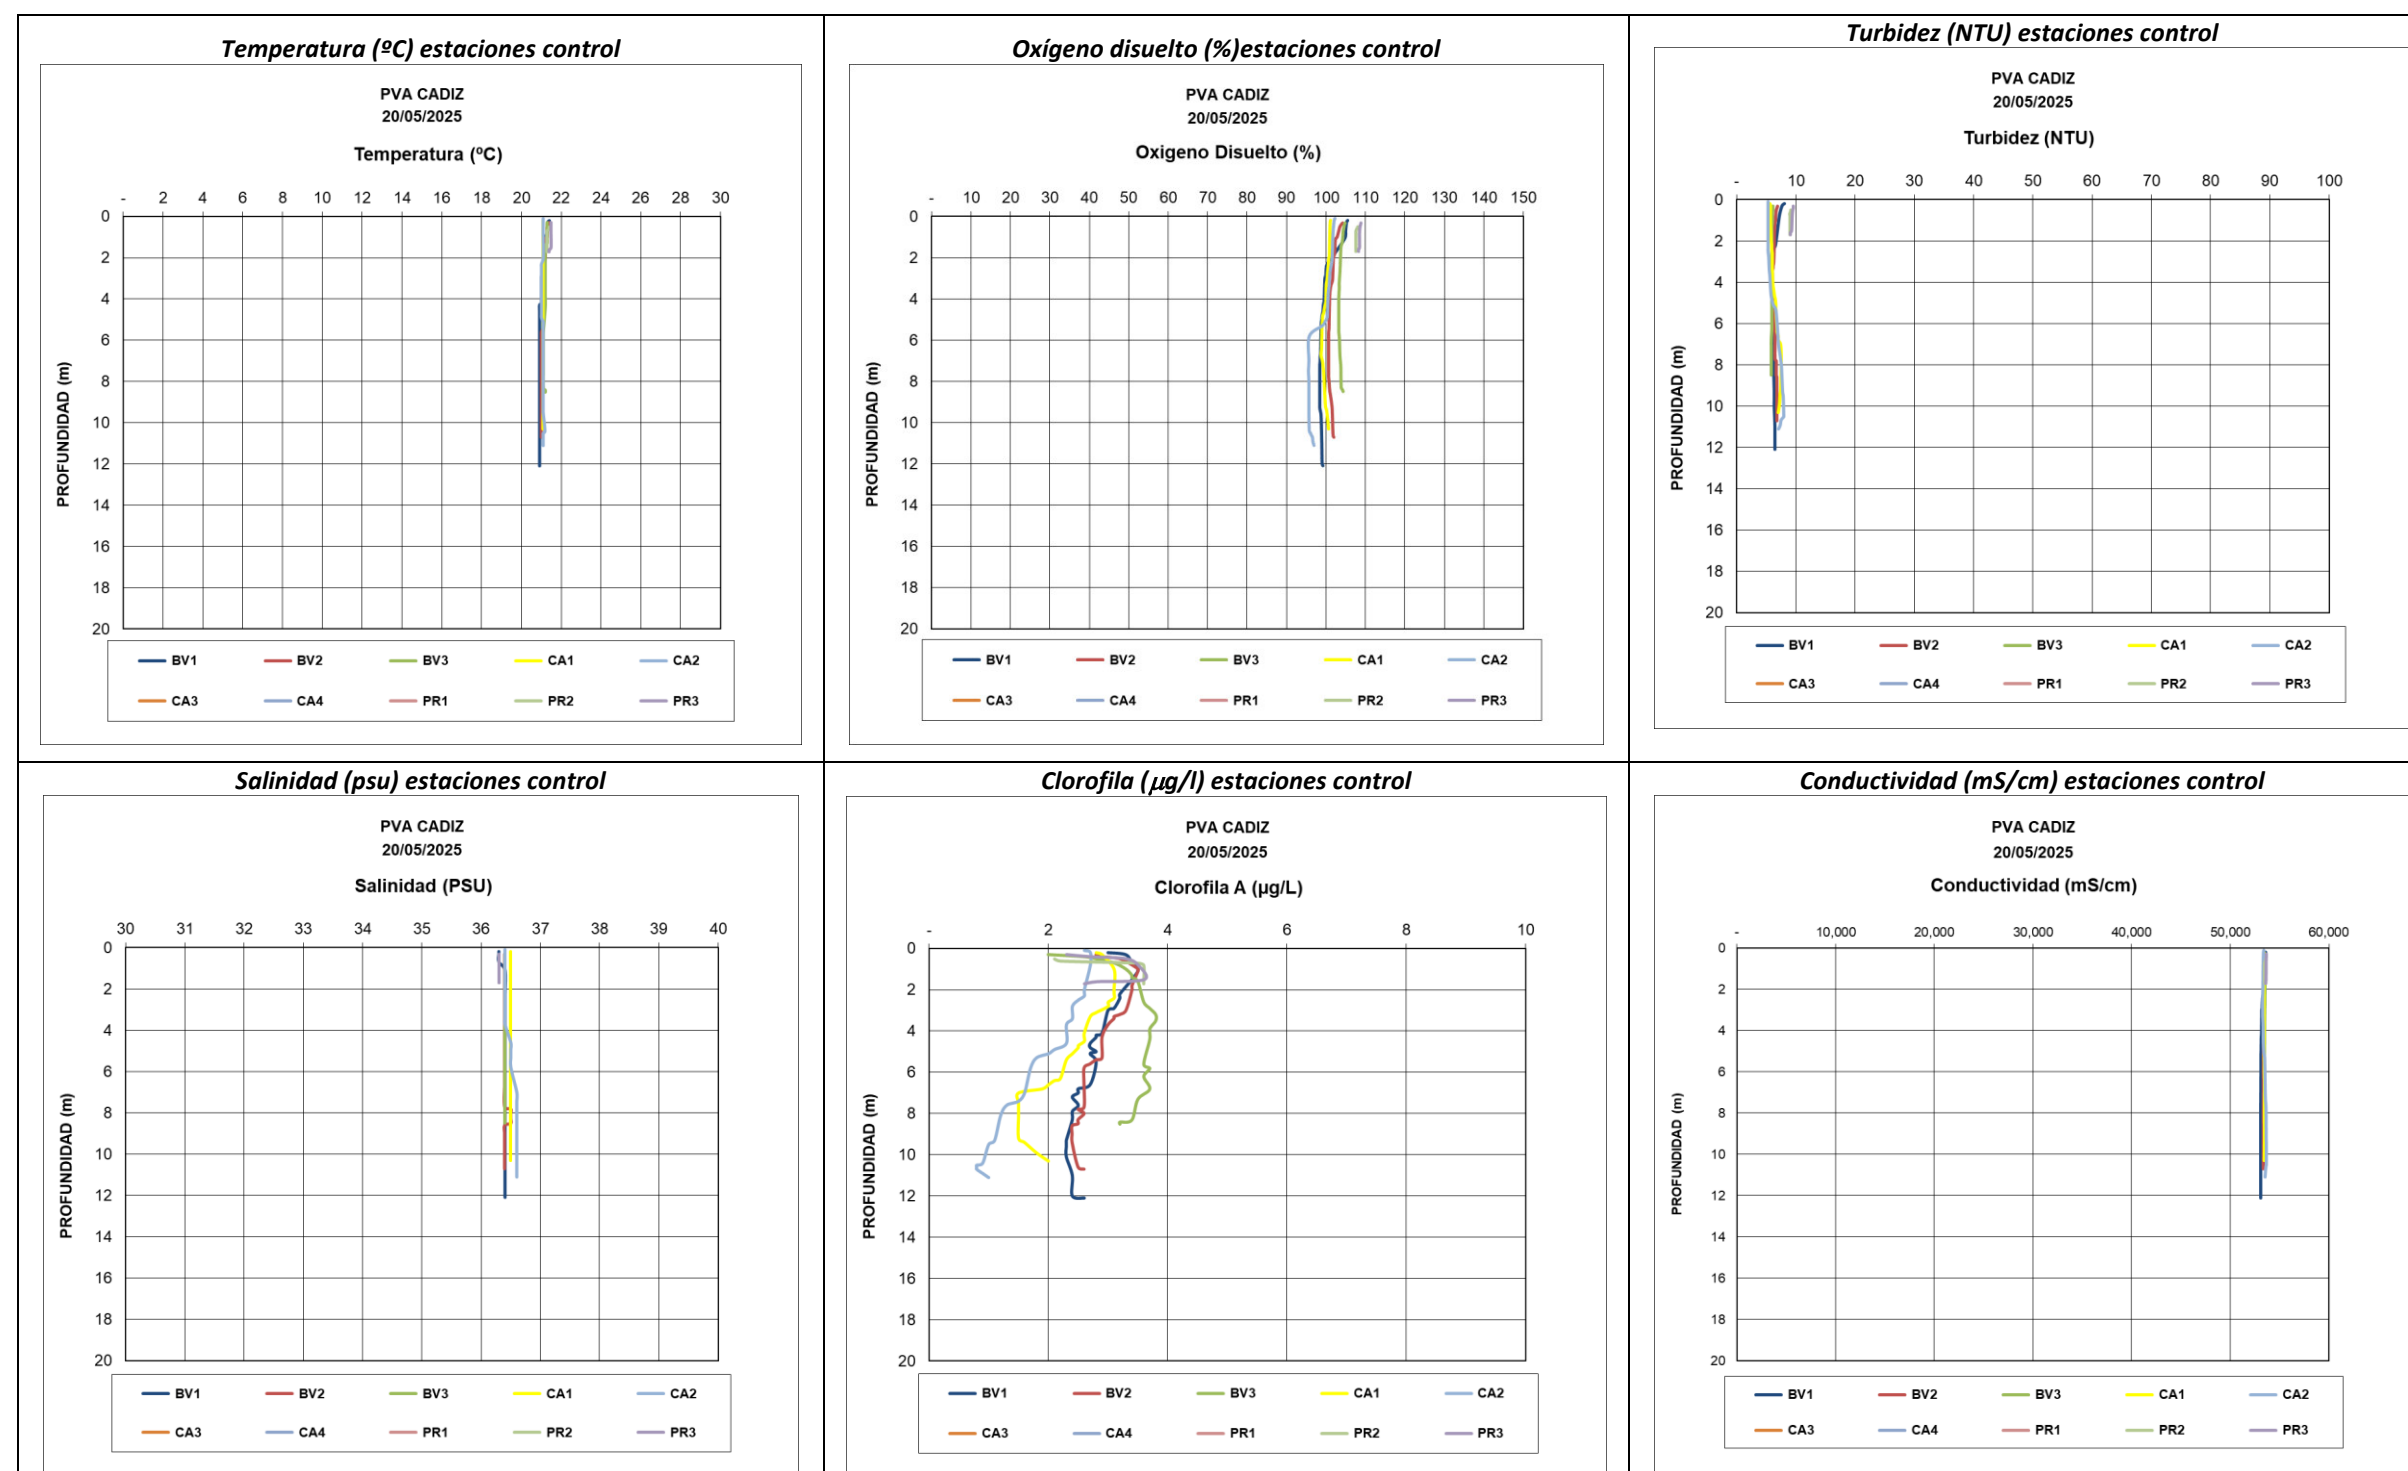 Temperatura (ºC) estaciones control
PVA CADIZ
20/05/2025
Temperatura (ºC)
- 2 4 6 8 10 12 14 16 18 20 22 24 26 28 30
0
2
4
6
8
10
12
14
16
18
20
PROFUNDIDAD (m)
BV1 BV2 BV3 CA1 CA2
CA3 CA4 PR1 PR2 PR3
Oxígeno disuelto (%)estaciones control
PVA CADIZ
20/05/2025
Oxigeno Disuelto (%)
- 10 20 30 40 50 60 70 80 90 100 110 120 130 140 150
0
2
4
6
8
10
12
14
16
18
20
PROFUNDIDAD (m)
BV1 BV2 BV3 CA1 CA2
CA3 CA4 PR1 PR2 PR3
Turbidez (NTU) estaciones control
PVA CADIZ
20/05/2025
Turbidez (NTU)
- 10 20 30 40 50 60 70 80 90 100
0
2
4
6
8
10
12
14
16
18
20
PROFUNDIDAD (m)
BV1 BV2 BV3 CA1 CA2
CA3 CA4 PR1 PR2 PR3
Salinidad (psu) estaciones control
PVA CADIZ
20/05/2025
Salinidad (PSU)
30 31 32 33 34 35 36 37 38 39 40
0
2
4
6
8
10
12
14
16
18
20
PROFUNDIDAD (m)
BV1 BV2 BV3 CA1 CA2
CA3 CA4 PR1 PR2 PR3
Clorofila (µg/l) estaciones control
PVA CADIZ
20/05/2025
Clorofila A (µg/L)
- 2 4 6 8 10
0
2
4
6
8
10
12
14
16
18
20
PROFUNDIDAD (m)
BV1 BV2 BV3 CA1 CA2
CA3 CA4 PR1 PR2 PR3
Conductividad (mS/cm) estaciones control
PVA CADIZ
20/05/2025
Conductividad (mS/cm)
- 10,000 20,000 30,000 40,000 50,000 60,000
0
2
4
6
8
10
12
14
16
18
20
PROFUNDIDAD (m)
BV1 BV2 BV3 CA1 CA2
CA3 CA4 PR1 PR2 PR3